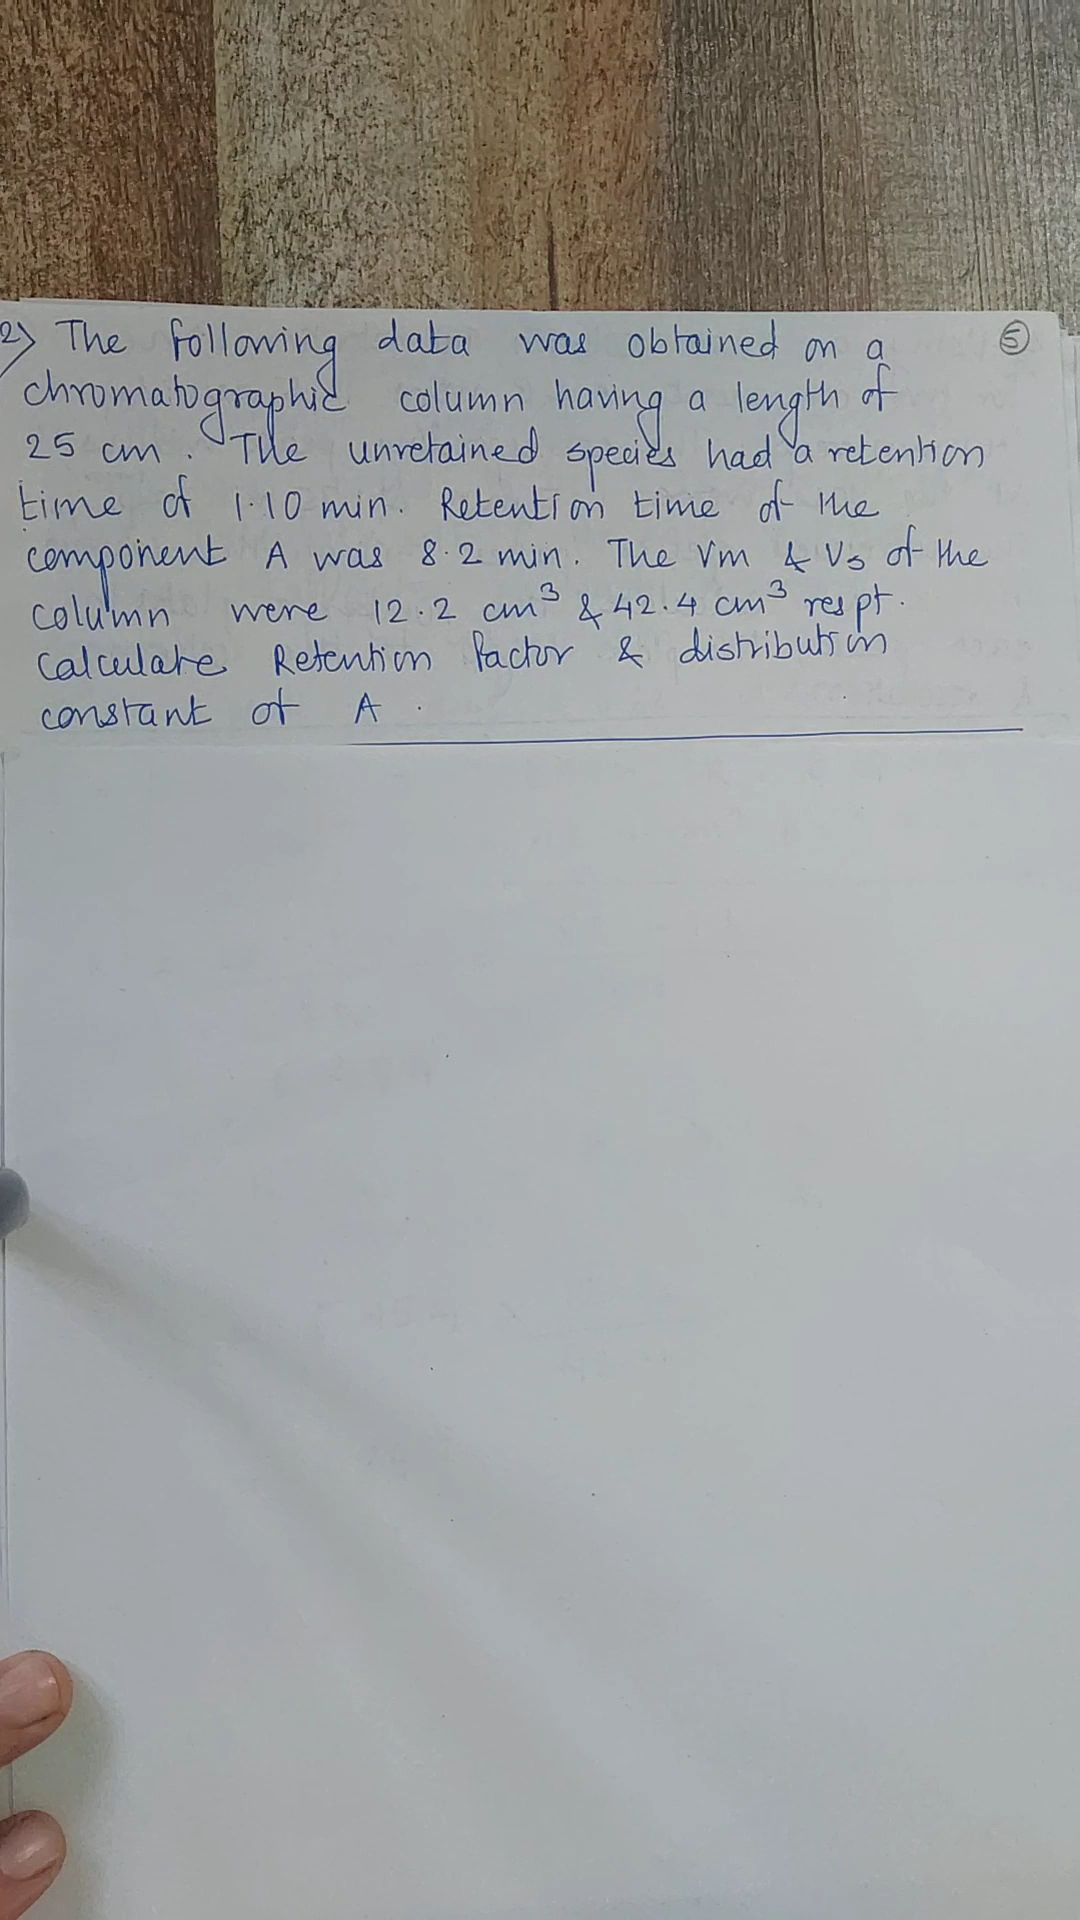 2) The following data was obtained on a
⑤
chromatographic column having a length of
25 cm. The unretained species had a retention
time of 1.10 min. Retention time of the
component A was 8.2 min. The Vm & Vs of the
column were 12.2 cm³ & 42.4 cm³ respt.
Calculate Retention factor & distribution
constant of A.